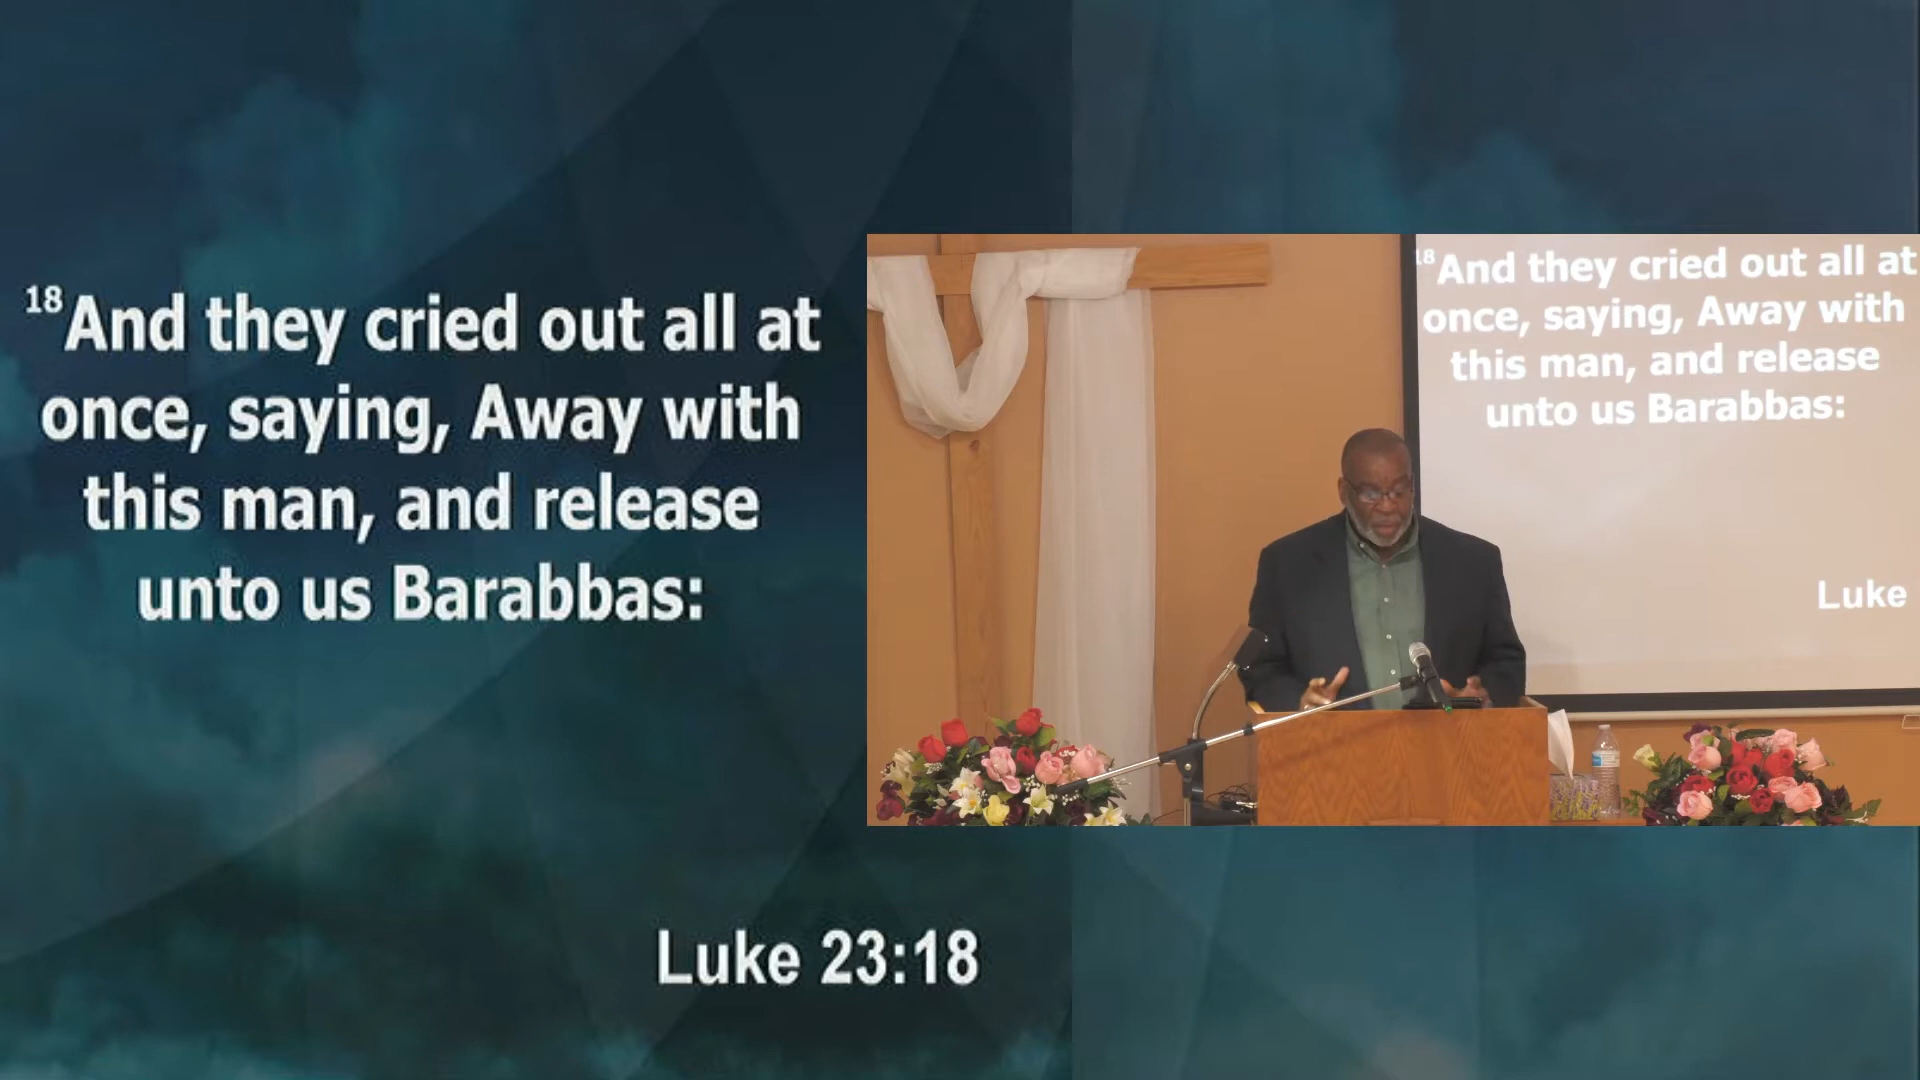 18And they cried out all at
once, saying, Away with
this man, and release
unto us Barabbas:
Luke 23:18
18And they cried out all at
once, saying, Away with
this man, and release
unto us Barabbas:
Luke